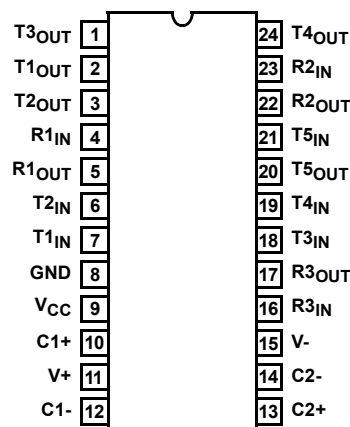 T3OUT 1 24 T4OUT
T1OUT 2 23 R2IN
T2OUT 3 22 R2OUT
R1IN 4 21 T5IN
R1OUT 5 20 T5OUT
T2IN 6 19 T4IN
T1IN 7 18 T3IN
GND 8 17 R3OUT
VCC 9 16 R3IN
C1+ 10 15 V-
V+ 11 14 C2-
C1- 12 13 C2+